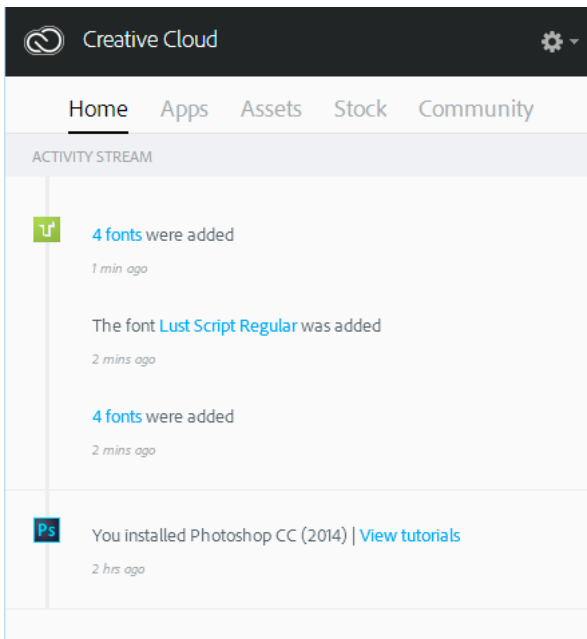 Creative Cloud
Home Apps Assets Stock Community
ACTIVITY STREAM
4 fonts were added
1 min ago
The font Lust Script Regular was added
2 mins ago
4 fonts were added
2 mins ago
Ps
You installed Photoshop CC (2014) | View tutorials
2 hrs ago